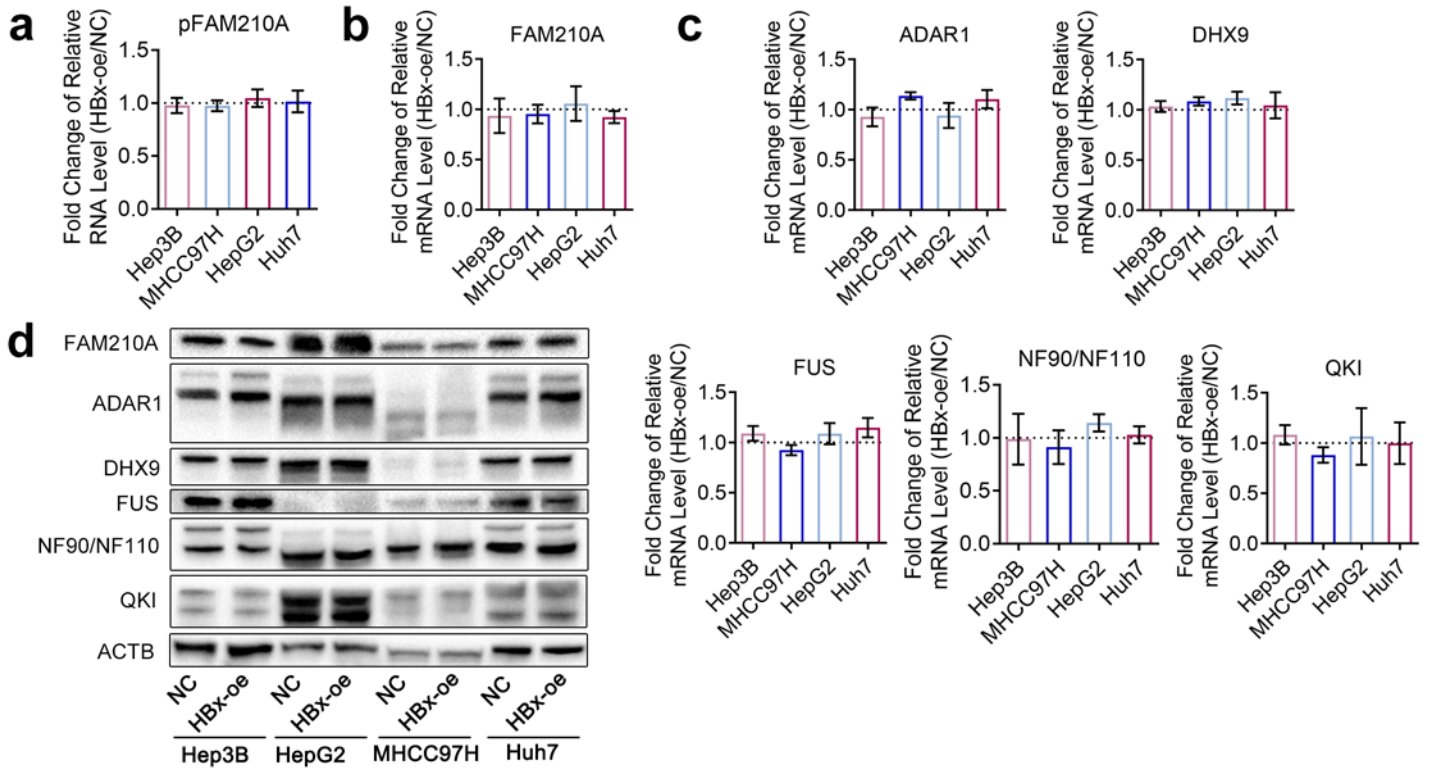 a
pFAM210A
Fold Change of Relative
RNA Level (HBx-oe/NC)
1.5
1.0
0.5
0.0
Hep3B
MHCC97H
HepG2
Huh7
b
FAM210A
Fold Change of Relative
mRNA Level (HBx-oe/NC)
1.5
1.0
0.5
0.0
Hep3B
MHCC97H
HepG2
Huh7
c
ADAR1
Fold Change of Relative
mRNA Level (HBx-oe/NC)
1.5
1.0
0.5
0.0
Hep3B
MHCC97H
HepG2
Huh7
DHX9
Fold Change of Relative
mRNA Level (HBx-oe/NC)
1.5
1.0
0.5
0.0
Hep3B
MHCC97H
HepG2
Huh7
d
FAM210A
ADAR1
DHX9
FUS
NF90/NF110
QKI
ACTB
NC
HBx-oe
NC
HBx-oe
NC
HBx-oe
NC
HBx-oe
Hep3B
HepG2
MHCC97H
Huh7
FUS
Fold Change of Relative
mRNA Level (HBx-oe/NC)
1.5
1.0
0.5
0.0
Hep3B
MHCC97H
HepG2
Huh7
NF90/NF110
Fold Change of Relative
mRNA Level (HBx-oe/NC)
1.5
1.0
0.5
0.0
Hep3B
MHCC97H
HepG2
Huh7
QKI
Fold Change of Relative
mRNA Level (HBx-oe/NC)
1.5
1.0
0.5
0.0
Hep3B
MHCC97H
HepG2
Huh7